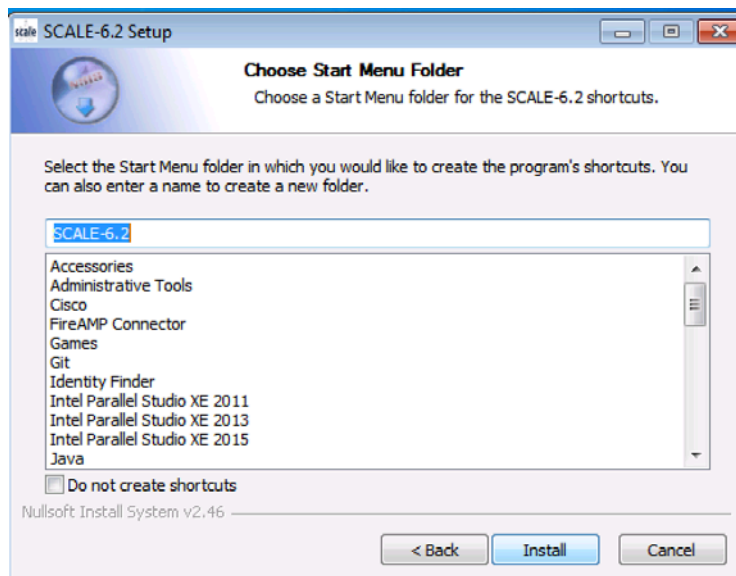 scale SCALE-6.2 Setup
Choose Start Menu Folder
Choose a Start Menu folder for the SCALE-6.2 shortcuts.
Select the Start Menu folder in which you would like to create the program's shortcuts. You
can also enter a name to create a new folder.
SCALE-6.2
Accessories
Administrative Tools
Cisco
FireAMP Connector
Games
Git
Identity Finder
Intel Parallel Studio XE 2011
Intel Parallel Studio XE 2013
Intel Parallel Studio XE 2015
Java
Do not create shortcuts
Nullsoft Install System v2.46
< Back Install Cancel